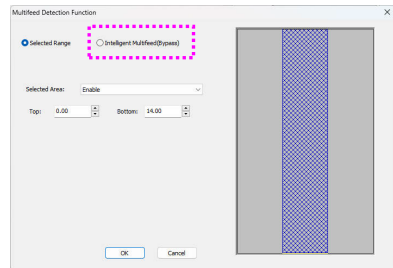 Multifeed Detection Function
Selected Range
Intelligent Multifeed(Bypass)
Selected Area: Enable
Top: 0.00 Bottom: 14.00
OK Cancel